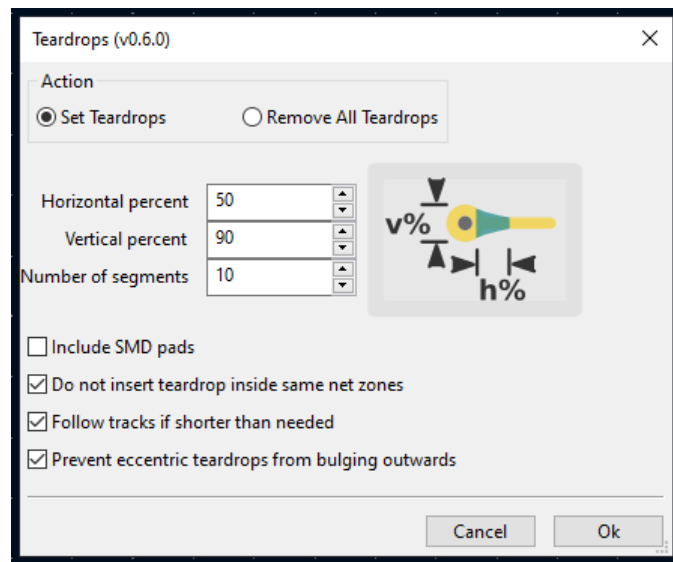 Teardrops (v0.6.0)
Action
Set Teardrops
Remove All Teardrops
Horizontal percent 50
Vertical percent 90
Number of segments 10
v%
h%
Include SMD pads
Do not insert teardrop inside same net zones
Follow tracks if shorter than needed
Prevent eccentric teardrops from bulging outwards
Cancel
Ok